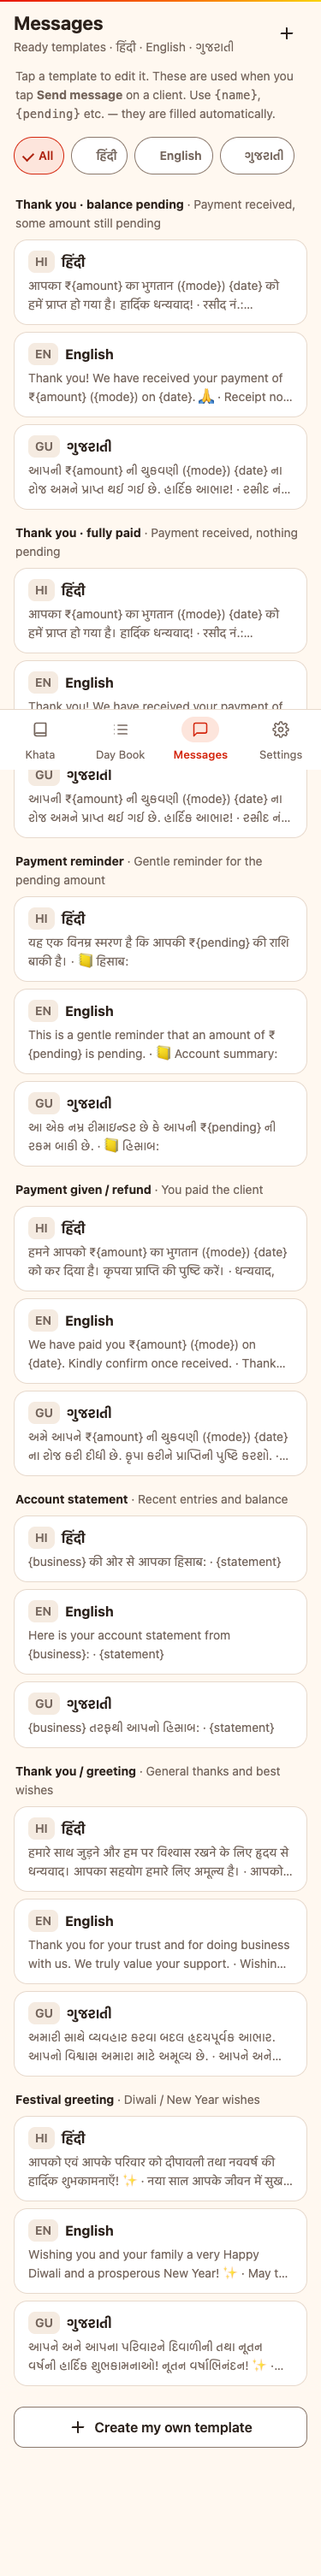 Messages
Ready templates · हिंदी · English · ગુજરાતી
Tap a template to edit it. These are used when you
tap Send message on a client. Use {name},
{pending} etc. — they are filled automatically.
All
हिंदी
English
ગુજરાતી
Thank you · balance pending · Payment received,
some amount still pending
HI हिंदी
आपका ₹{amount} का भुगतान ({mode}) {date} को
हमें प्राप्त हो गया है। हार्दिक धन्यवाद! · रसीद नं.:…
EN English
Thank you! We have received your payment of
₹{amount} ({mode}) on {date}. 🙏 · Receipt no…
GU ગુજરાતી
આપની ₹{amount} ની ચુકવણી ({mode}) {date} ના
રોજ અમને પ્રાપ્ત થઈ ગઈ છે. હાર્દિક આભાર! · રસીદ નં…
Thank you · fully paid · Payment received, nothing
pending
HI हिंदी
आपका ₹{amount} का भुगतान ({mode}) {date} को
हमें प्राप्त हो गया है। हार्दिक धन्यवाद! · रसीद नं.:…
EN English
Thank you! We have received your payment of
Khata
Day Book
Messages
Settings
GU ગુજરાતી
આપની ₹{amount} ની ચુકવણી ({mode}) {date} ના
રોજ અમને પ્રાપ્ત થઈ ગઈ છે. હાર્દિક આભાર! · રસીદ નં…
Payment reminder · Gentle reminder for the
pending amount
HI हिंदी
यह एक विनम्र स्मरण है कि आपकी ₹{pending} की राशि
बाकी है। · 📒 हिसाब:
EN English
This is a gentle reminder that an amount of ₹
{pending} is pending. · 📒 Account summary:
GU ગુજરાતી
આ એક નમ્ર રીમાઇન્ડર છે કે આપની ₹{pending} ની
રકમ બાકી છે. · 📒 હિસાબ:
Payment given / refund · You paid the client
HI हिंदी
हमने आपको ₹{amount} का भुगतान ({mode}) {date}
को कर दिया है। कृपया प्राप्ति की पुष्टि करें। · धन्यवाद,
EN English
We have paid you ₹{amount} ({mode}) on
{date}. Kindly confirm once received. · Thank…
GU ગુજરાતી
અમે આપને ₹{amount} ની ચુકવણી ({mode}) {date}
ના રોજ કરી દીધી છે. કૃપા કરીને પ્રાપ્તિની પુષ્ટિ કરશો. ·…
Account statement · Recent entries and balance
HI हिंदी
{business} की ओर से आपका हिसाब: · {statement}
EN English
Here is your account statement from
{business}: · {statement}
GU ગુજરાતી
{business} તરફથી આપનો હિસાબ: · {statement}
Thank you / greeting · General thanks and best
wishes
HI हिंदी
हमारे साथ जुड़ने और हम पर विश्वास रखने के लिए हृदय से
धन्यवाद। आपका सहयोग हमारे लिए अमूल्य है। · आपको…
EN English
Thank you for your trust and for doing business
with us. We truly value your support. · Wishin…
GU ગુજરાતી
અમારી સાથે વ્યવહાર કરવા બદલ હૃદયપૂર્વક આભાર.
આપનો વિશ્વાસ અમારા માટે અમૂલ્ય છે. · આપને અને…
Festival greeting · Diwali / New Year wishes
HI हिंदी
आपको एवं आपके परिवार को दीपावली तथा नववर्ष की
हार्दिक शुभकामनाएँ! ✨ · नया साल आपके जीवन में सुख…
EN English
Wishing you and your family a very Happy
Diwali and a prosperous New Year! ✨ · May t…
GU ગુજરાતી
આપને અને આપના પરિવારને દિવાળીની તથા નૂતન
વર્ષની હાર્દિક શુભકામનાઓ! નૂતન વર્ષાભિનંદન! ✨ ·…
Create my own template